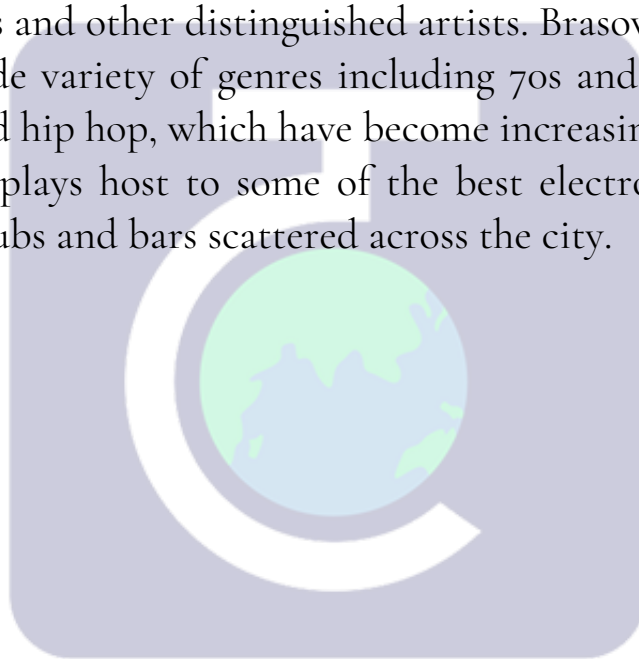 s and other distinguished artists. Brasov
de variety of genres including 70s and
d hip hop, which have become increasin
plays host to some of the best electro
ubs and bars scattered across the city.